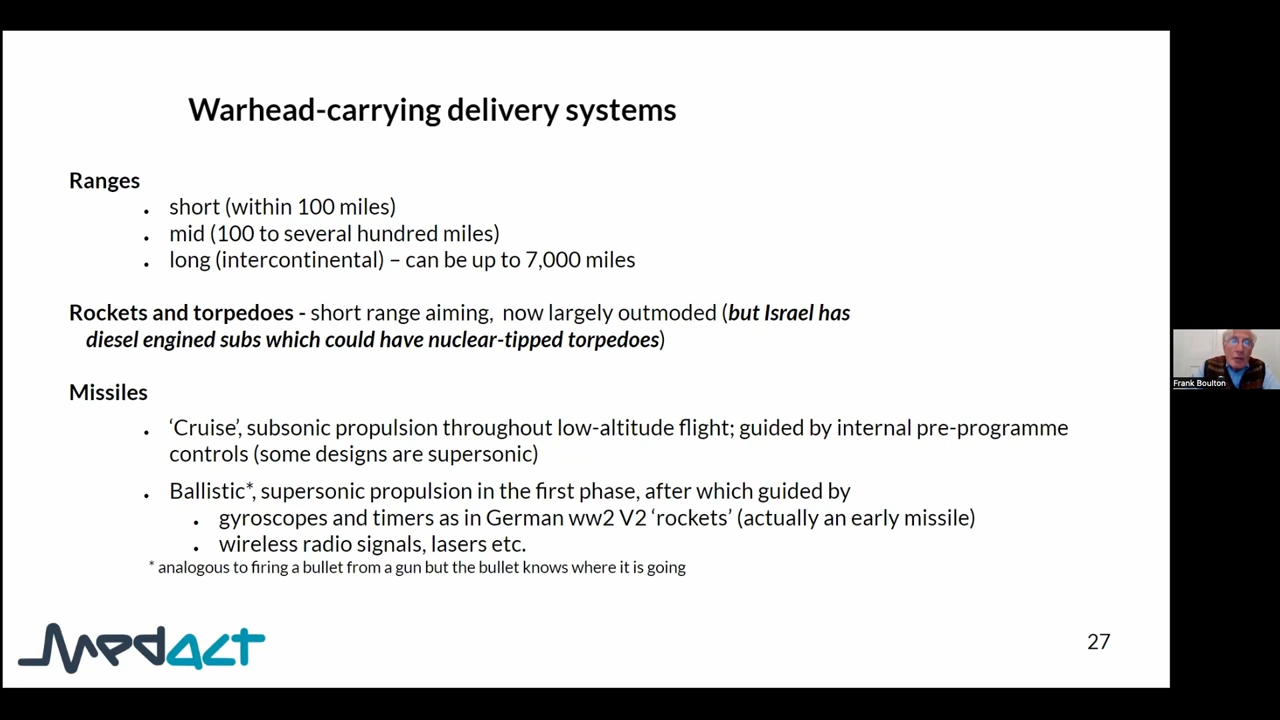 Warhead-carrying delivery systems
Ranges
• short (within 100 miles)
• mid (100 to several hundred miles)
• long (intercontinental) – can be up to 7,000 miles
Rockets and torpedoes - short range aiming, now largely outmoded (but Israel has
diesel engined subs which could have nuclear-tipped torpedoes)
Missiles
• ‘Cruise’, subsonic propulsion throughout low-altitude flight; guided by internal pre-programme
controls (some designs are supersonic)
• Ballistic*, supersonic propulsion in the first phase, after which guided by
• gyroscopes and timers as in German ww2 V2 ‘rockets’ (actually an early missile)
• wireless radio signals, lasers etc.
* analogous to firing a bullet from a gun but the bullet knows where it is going
Medact
27
Frank Boulton